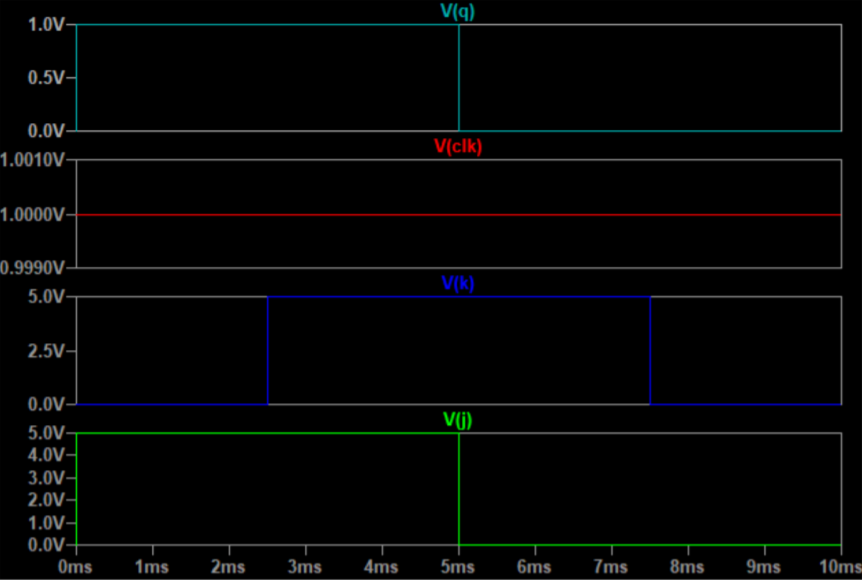 V(q)
1.0V
0.5V
0.0V
V(clk)
1.0010V
1.0000V
0.9990V
V(k)
5.0V
2.5V
0.0V
V(j)
5.0V
4.0V
3.0V
2.0V
1.0V
0.0V
0ms 1ms 2ms 3ms 4ms 5ms 6ms 7ms 8ms 9ms 10ms